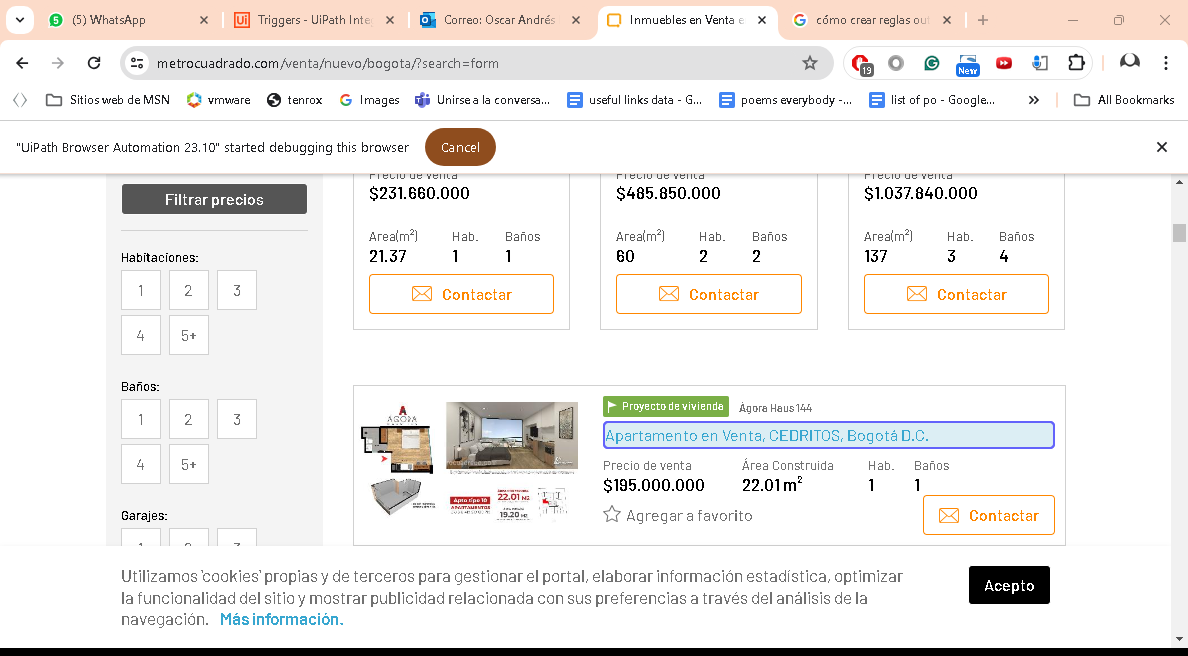 (5) WhatsApp
Triggers - UiPath Inte
Correo: Oscar Andrés
Inmuebles en Venta e
cómo crear reglas out
metrocuadrado.com/venta/nuevo/bogota/?search=form
19
New
Sitios web de MSN
vmware
tenrox
Images
Unirse a la conversa...
useful links data - G...
poems everybody -...
list of po - Google...
All Bookmarks
"UiPath Browser Automation 23.10" started debugging this browser
Cancel
Filtrar precios
Habitaciones:
1 2 3
4 5+
Baños:
1 2 3
4 5+
Garajes:
1 2 3
Precio de venta Precio de venta Precio de venta
$231.660.000 $485.850.000 $1.037.840.000
Area(m²) Hab. Baños Area(m²) Hab. Baños Area(m²) Hab. Baños
21.37 1 1 60 2 2 137 3 4
Contactar Contactar Contactar
ÁGORA
Apto tipo 10
APARTAMENTOS
22.01 M2
19.20 M2
Proyecto de vivienda Ágora Haus 144
Apartamento en Venta, CEDRITOS, Bogotá D.C.
Precio de venta Área Construida Hab. Baños
$195.000.000 22.01 m² 1 1
Agregar a favorito
Contactar
Utilizamos 'cookies' propias y de terceros para gestionar el portal, elaborar información estadística, optimizar
la funcionalidad del sitio y mostrar publicidad relacionada con sus preferencias a través del análisis de la
navegación. Más información.
Acepto